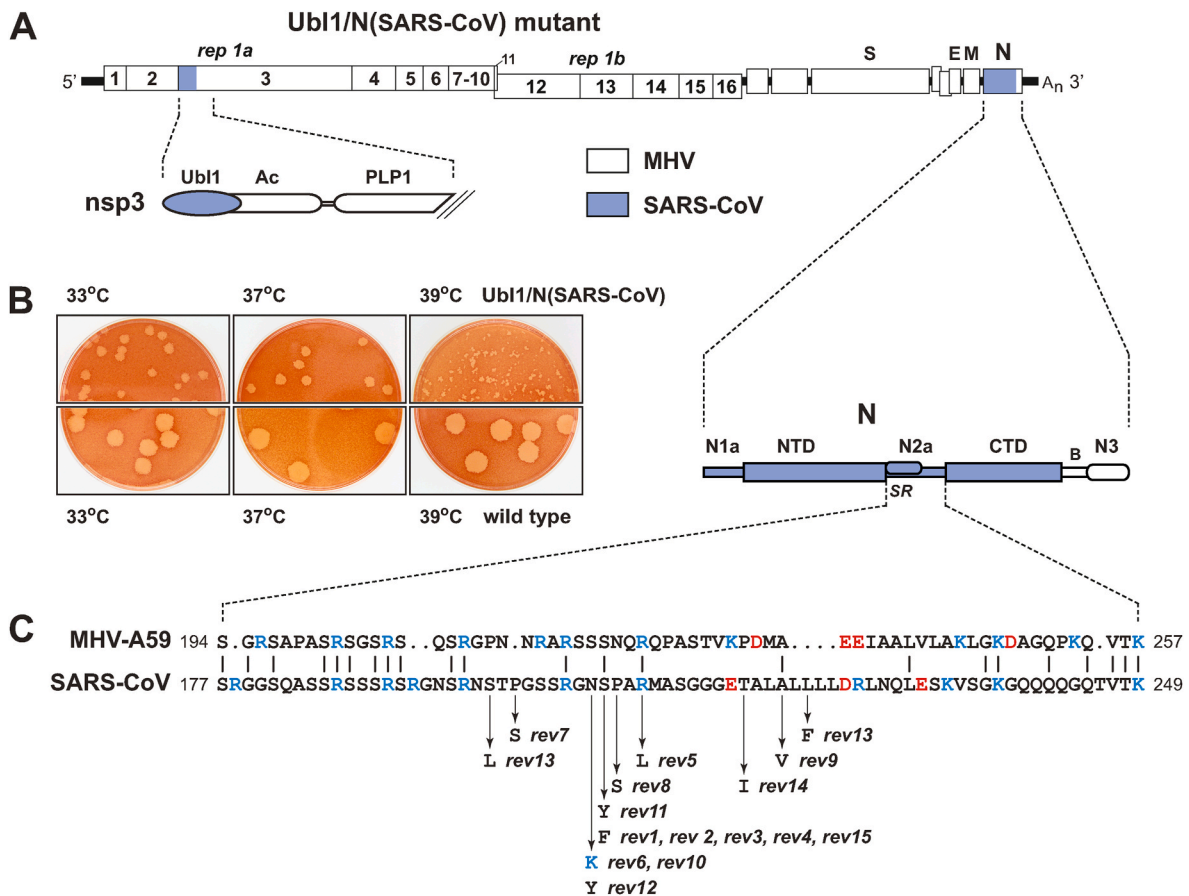 A
Ubl1/N(SARS-CoV) mutant
rep 1a
11
rep 1b
S
E M
N
5’
1 2 3 4 5 6 7-10
12 13 14 15 16
An 3’
Ubl1 Ac PLP1
nsp3
MHV
SARS-CoV
B
33°C 37°C 39°C Ubl1/N(SARS-CoV)
33°C 37°C 39°C wild type
N
N1a NTD N2a CTD B N3
SR
C
MHV-A59 194 S.GRSAPASRSGSRS..QSRGPN.NRARSSSNQRQPASTVKPDMA....EEIAALVLAKLGKDAGQPKQ.VTK 257
SARS-CoV 177 SRGGSQASSRSSSRSRGNSRNSTPGSSRGNSPARMASGGGETALALLLLDRLNQLESKVSGKGQQQQGQTVTK 249
S rev7 F rev13
L rev13 L rev5 V rev9
S rev8 I rev14
Y rev11
F rev1, rev 2, rev3, rev4, rev15
K rev6, rev10
Y rev12